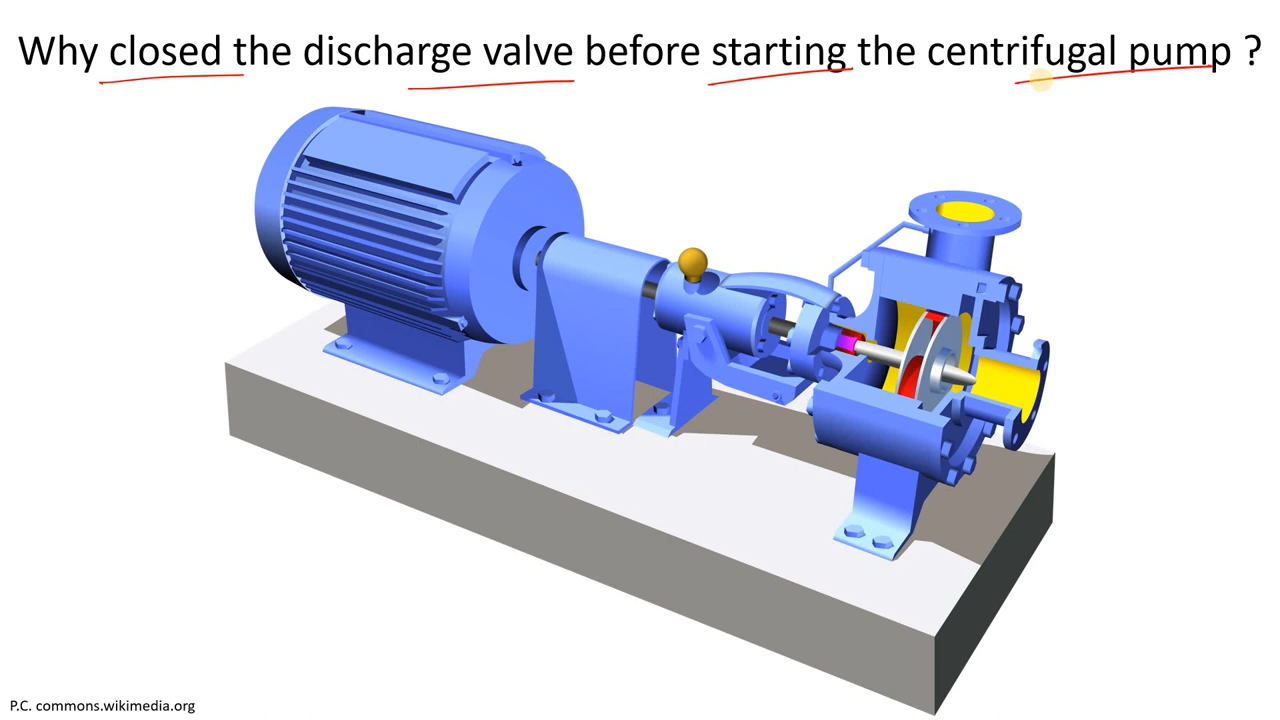 Why closed the discharge valve before starting the centrifugal pump ?
P.C. commons.wikimedia.org